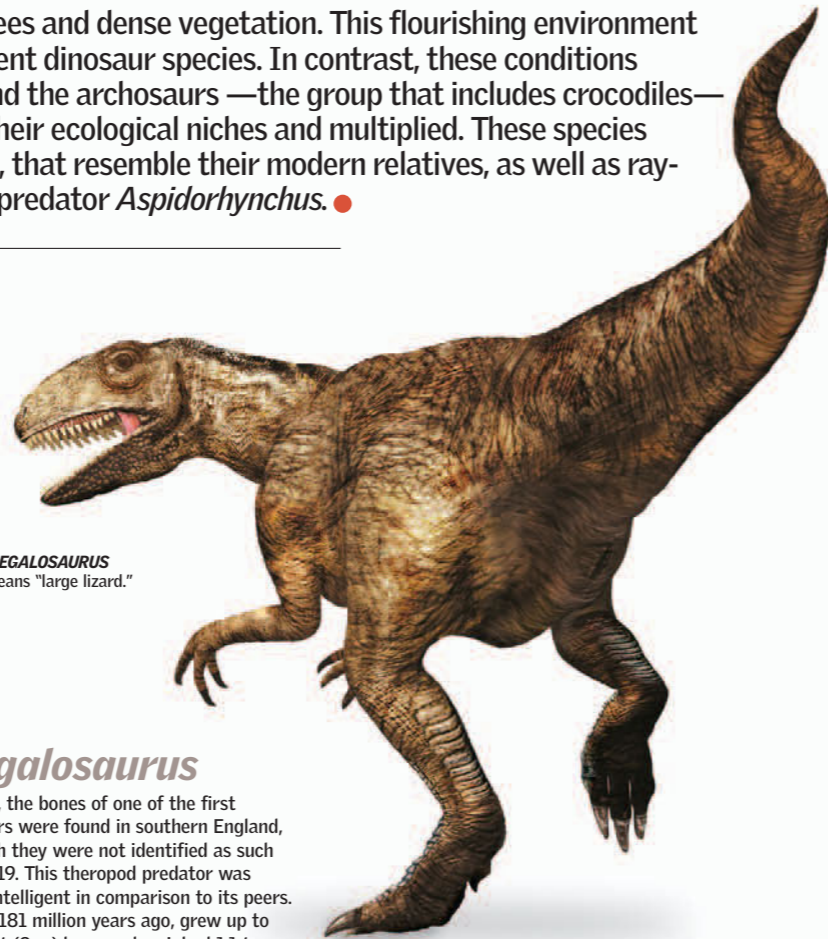 ees and dense vegetation. This flourishing environment
ent dinosaur species. In contrast, these conditions
nd the archosaurs —the group that includes crocodiles—
heir ecological niches and multiplied. These species
, that resemble their modern relatives, as well as ray-
predator Aspidorhynchus.
EGALOSAURUS
eans "large lizard."
galosaurus
, the bones of one of the first
rs were found in southern England,
h they were not identified as such
19. This theropod predator was
ntelligent in comparison to its peers.
181 million years ago, grew up to